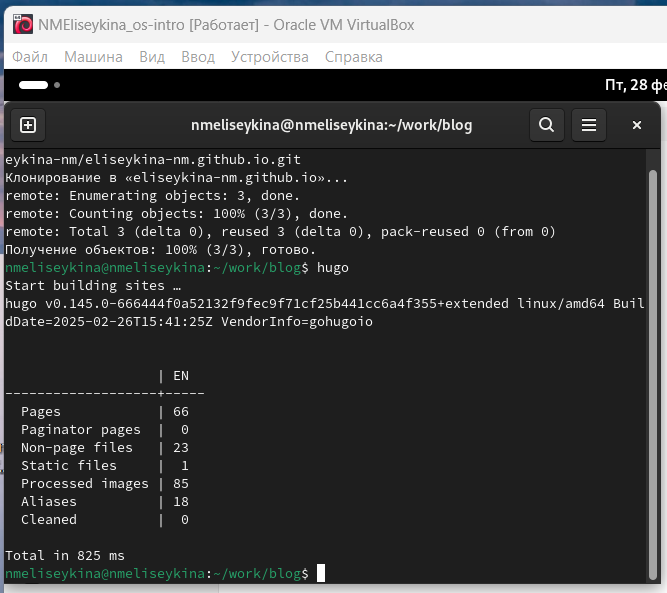 NMEliseykina_os-intro [Работает] - Oracle VM VirtualBox
Файл Машина Вид Ввод Устройства Справка
Пт, 28 фе
nmeliseykina@nmeliseykina:~/work/blog
eykina-nm/eliseykina-nm.github.io.git
Клонирование в «eliseykina-nm.github.io»...
remote: Enumerating objects: 3, done.
remote: Counting objects: 100% (3/3), done.
remote: Total 3 (delta 0), reused 3 (delta 0), pack-reused 0 (from 0)
Получение объектов: 100% (3/3), готово.
nmeliseykina@nmeliseykina:~/work/blog$ hugo
Start building sites …
hugo v0.145.0-666444f0a52132f9fec9f71cf25b441cc6a4f355+extended linux/amd64 Buil
dDate=2025-02-26T15:41:25Z VendorInfo=gohugoio
| EN
-------------------+-----
Pages | 66
Paginator pages | 0
Non-page files | 23
Static files | 1
Processed images | 85
Aliases | 18
Cleaned | 0
Total in 825 ms
nmeliseykina@nmeliseykina:~/work/blog$